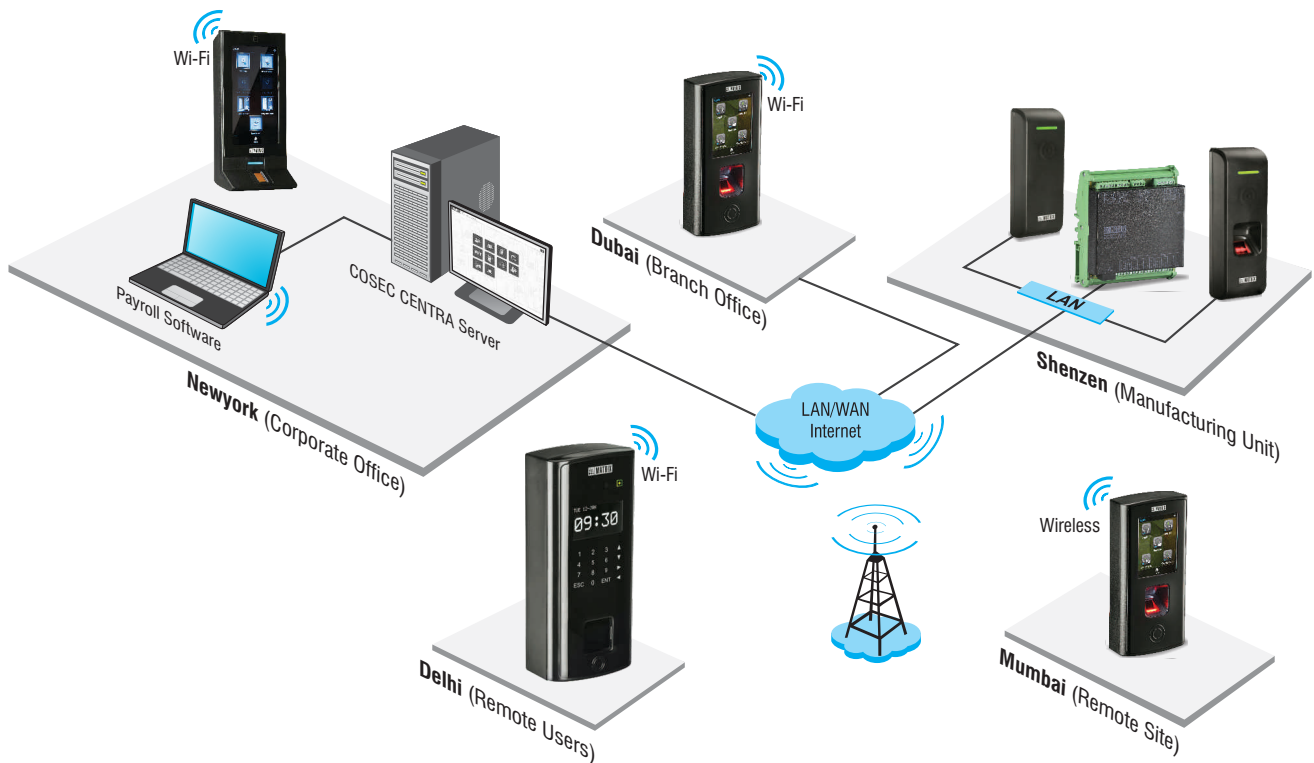 Wi-Fi
Payroll Software
COSEC CENTRA Server
Newyork (Corporate Office)
Wi-Fi
Dubai (Branch Office)
LAN
Shenzen (Manufacturing Unit)
LAN/WAN
Internet
MATRIX
TUE 12-JAN
09:30
1 2 3
4 5 6
7 8 9
ESC 0 ENT
Wi-Fi
Delhi (Remote Users)
Wireless
Mumbai (Remote Site)